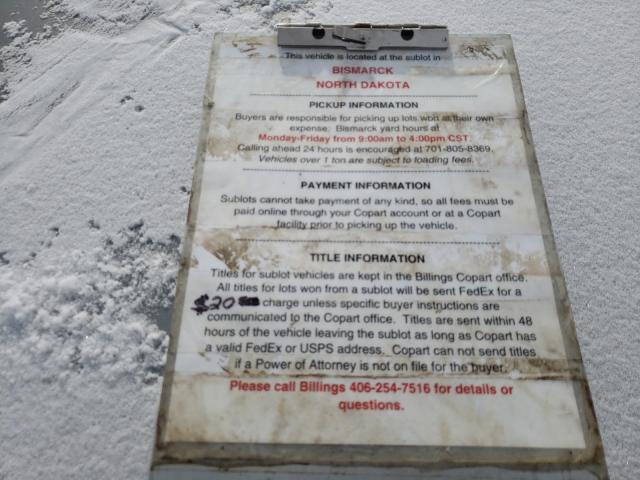 This vehicle is located at the sublot in
BISMARCK
NORTH DAKOTA
PICKUP INFORMATION
Buyers are responsible for picking up lots won at their own
expense. Bismarck yard hours at
Monday-Friday from 9:00am to 4:00pm CST.
Calling ahead 24 hours is encouraged at 701-805-8369.
Vehicles over 1 ton are subject to loading fees.
PAYMENT INFORMATION
Sublots cannot take payment of any kind, so all fees must be
paid online through your Copart account or at a Copart
facility prior to picking up the vehicle.
TITLE INFORMATION
Titles for sublot vehicles are kept in the Billings Copart office.
All titles for lots won from a sublot will be sent FedEx for a
$20 charge unless specific buyer instructions are
communicated to the Copart office. Titles are sent within 48
hours of the vehicle leaving the sublot as long as Copart has
a valid FedEx or USPS address. Copart can not send titles
if a Power of Attorney is not on file for the buyer.
Please call Billings 406-254-7516 for details or
questions.